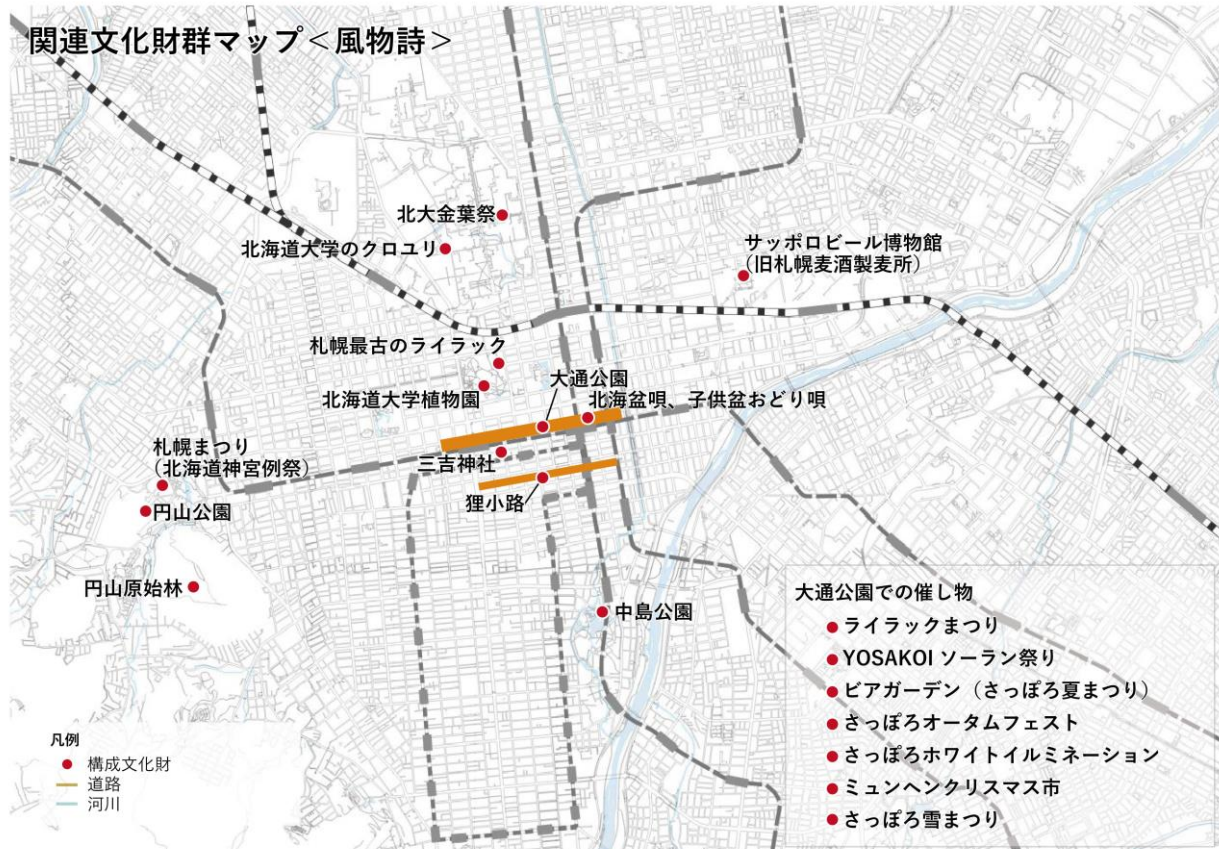 関連文化財群マップ＜風物詩＞
北大金葉祭
北海道大学のクロユリ
サッポロビール博物館
（旧札幌麦酒製麦所）
札幌最古のライラック
大通公園
北海道大学植物園
北海盆唄、子供盆おどり唄
札幌まつり
（北海道神宮例祭）
三吉神社
狸小路
円山公園
円山原始林
中島公園
大通公園での催し物
ライラックまつり
YOSAKOI ソーラン祭り
ビアガーデン（さっぽろ夏まつり）
さっぽろオータムフェスト
さっぽろホワイトイルミネーション
ミュンヘンクリスマス市
さっぽろ雪まつり
凡例
構成文化財
道路
河川